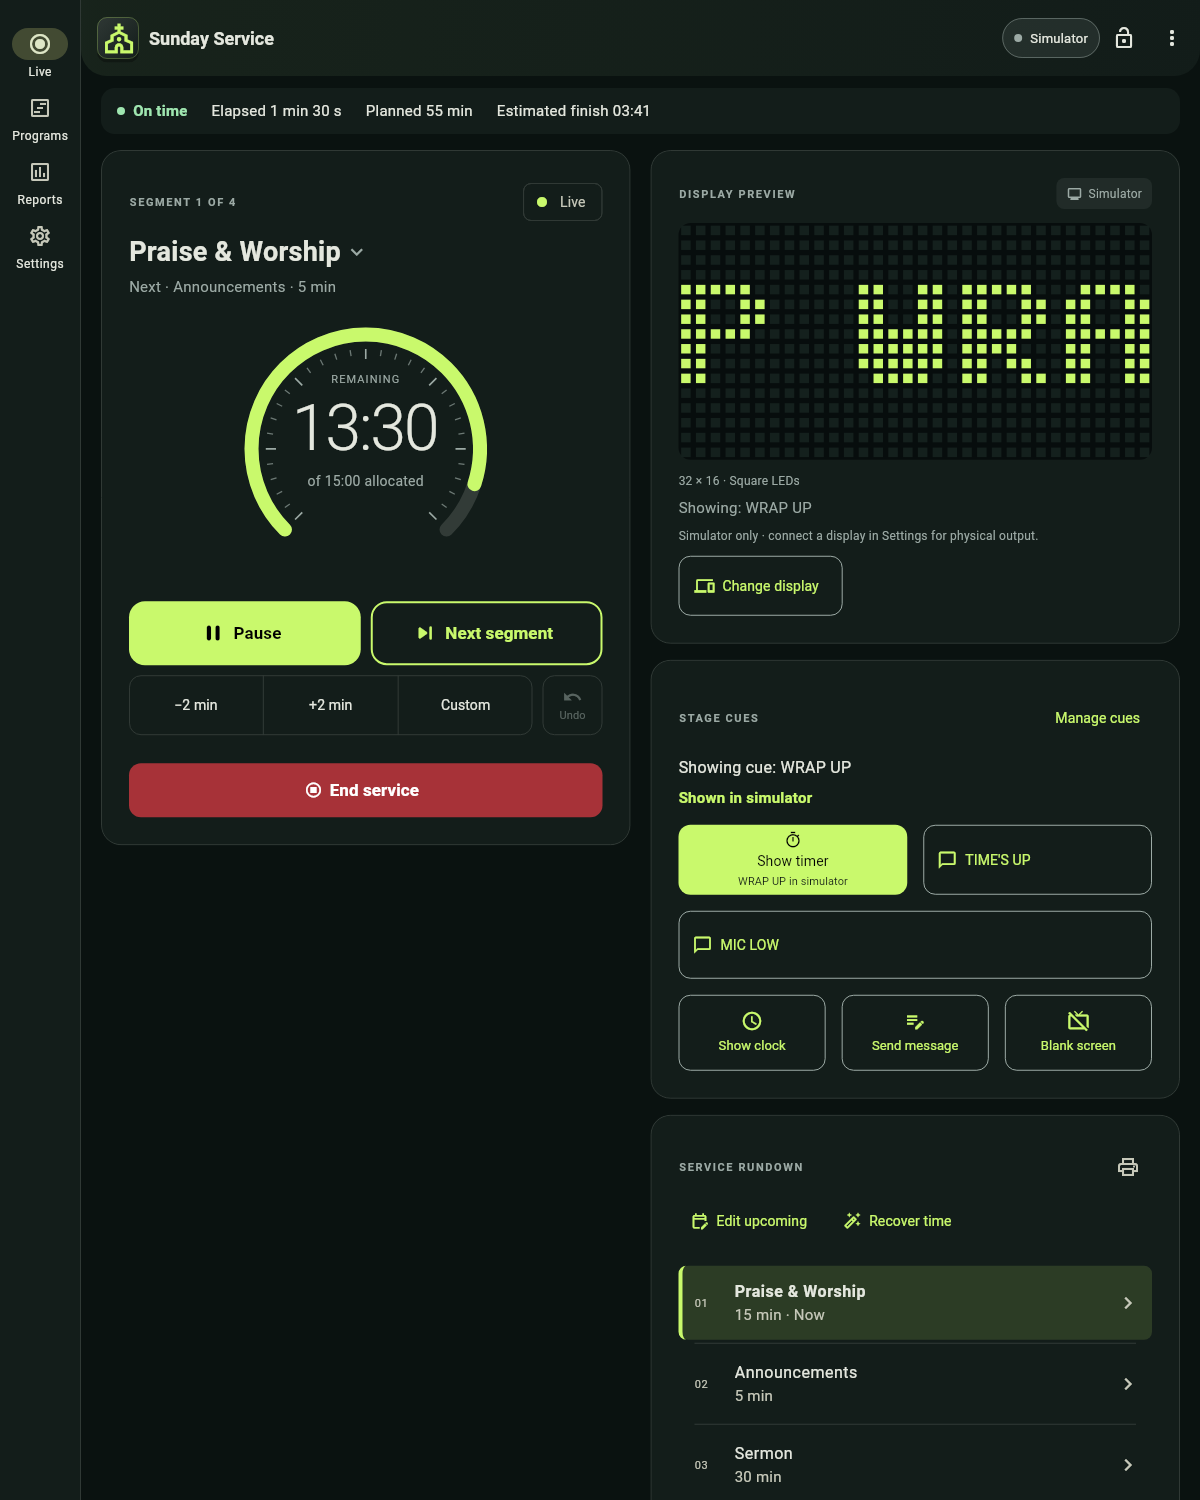 Sunday Service
Simulator
Live
Programs
Reports
Settings
On time Elapsed 1 min 30 s Planned 55 min Estimated finish 03:41
SEGMENT 1 OF 4
Live
Praise & Worship
Next · Announcements · 5 min
REMAINING
13:30
of 15:00 allocated
Pause
Next segment
−2 min
+2 min
Custom
Undo
End service
DISPLAY PREVIEW
Simulator
P WRA
32 × 16 · Square LEDs
Showing: WRAP UP
Simulator only · connect a display in Settings for physical output.
Change display
STAGE CUES
Manage cues
Showing cue: WRAP UP
Shown in simulator
Show timer
WRAP UP in simulator
TIME'S UP
MIC LOW
Show clock
Send message
Blank screen
SERVICE RUNDOWN
Edit upcoming
Recover time
01
Praise & Worship
15 min · Now
02
Announcements
5 min
03
Sermon
30 min